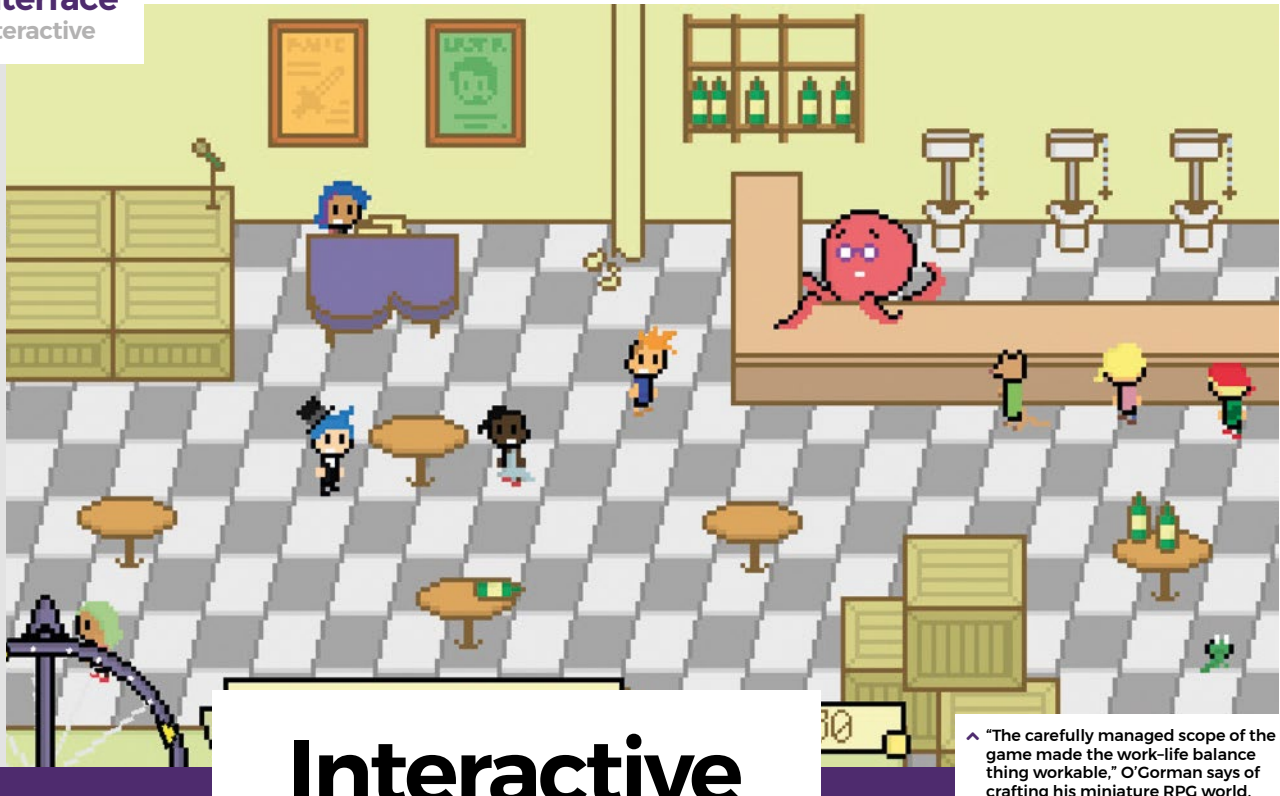 nterface
teractive
Interactive
“The carefully managed scope of the
game made the work–life balance
thing workable,” O’Gorman says of
crafting his miniature RPG world.